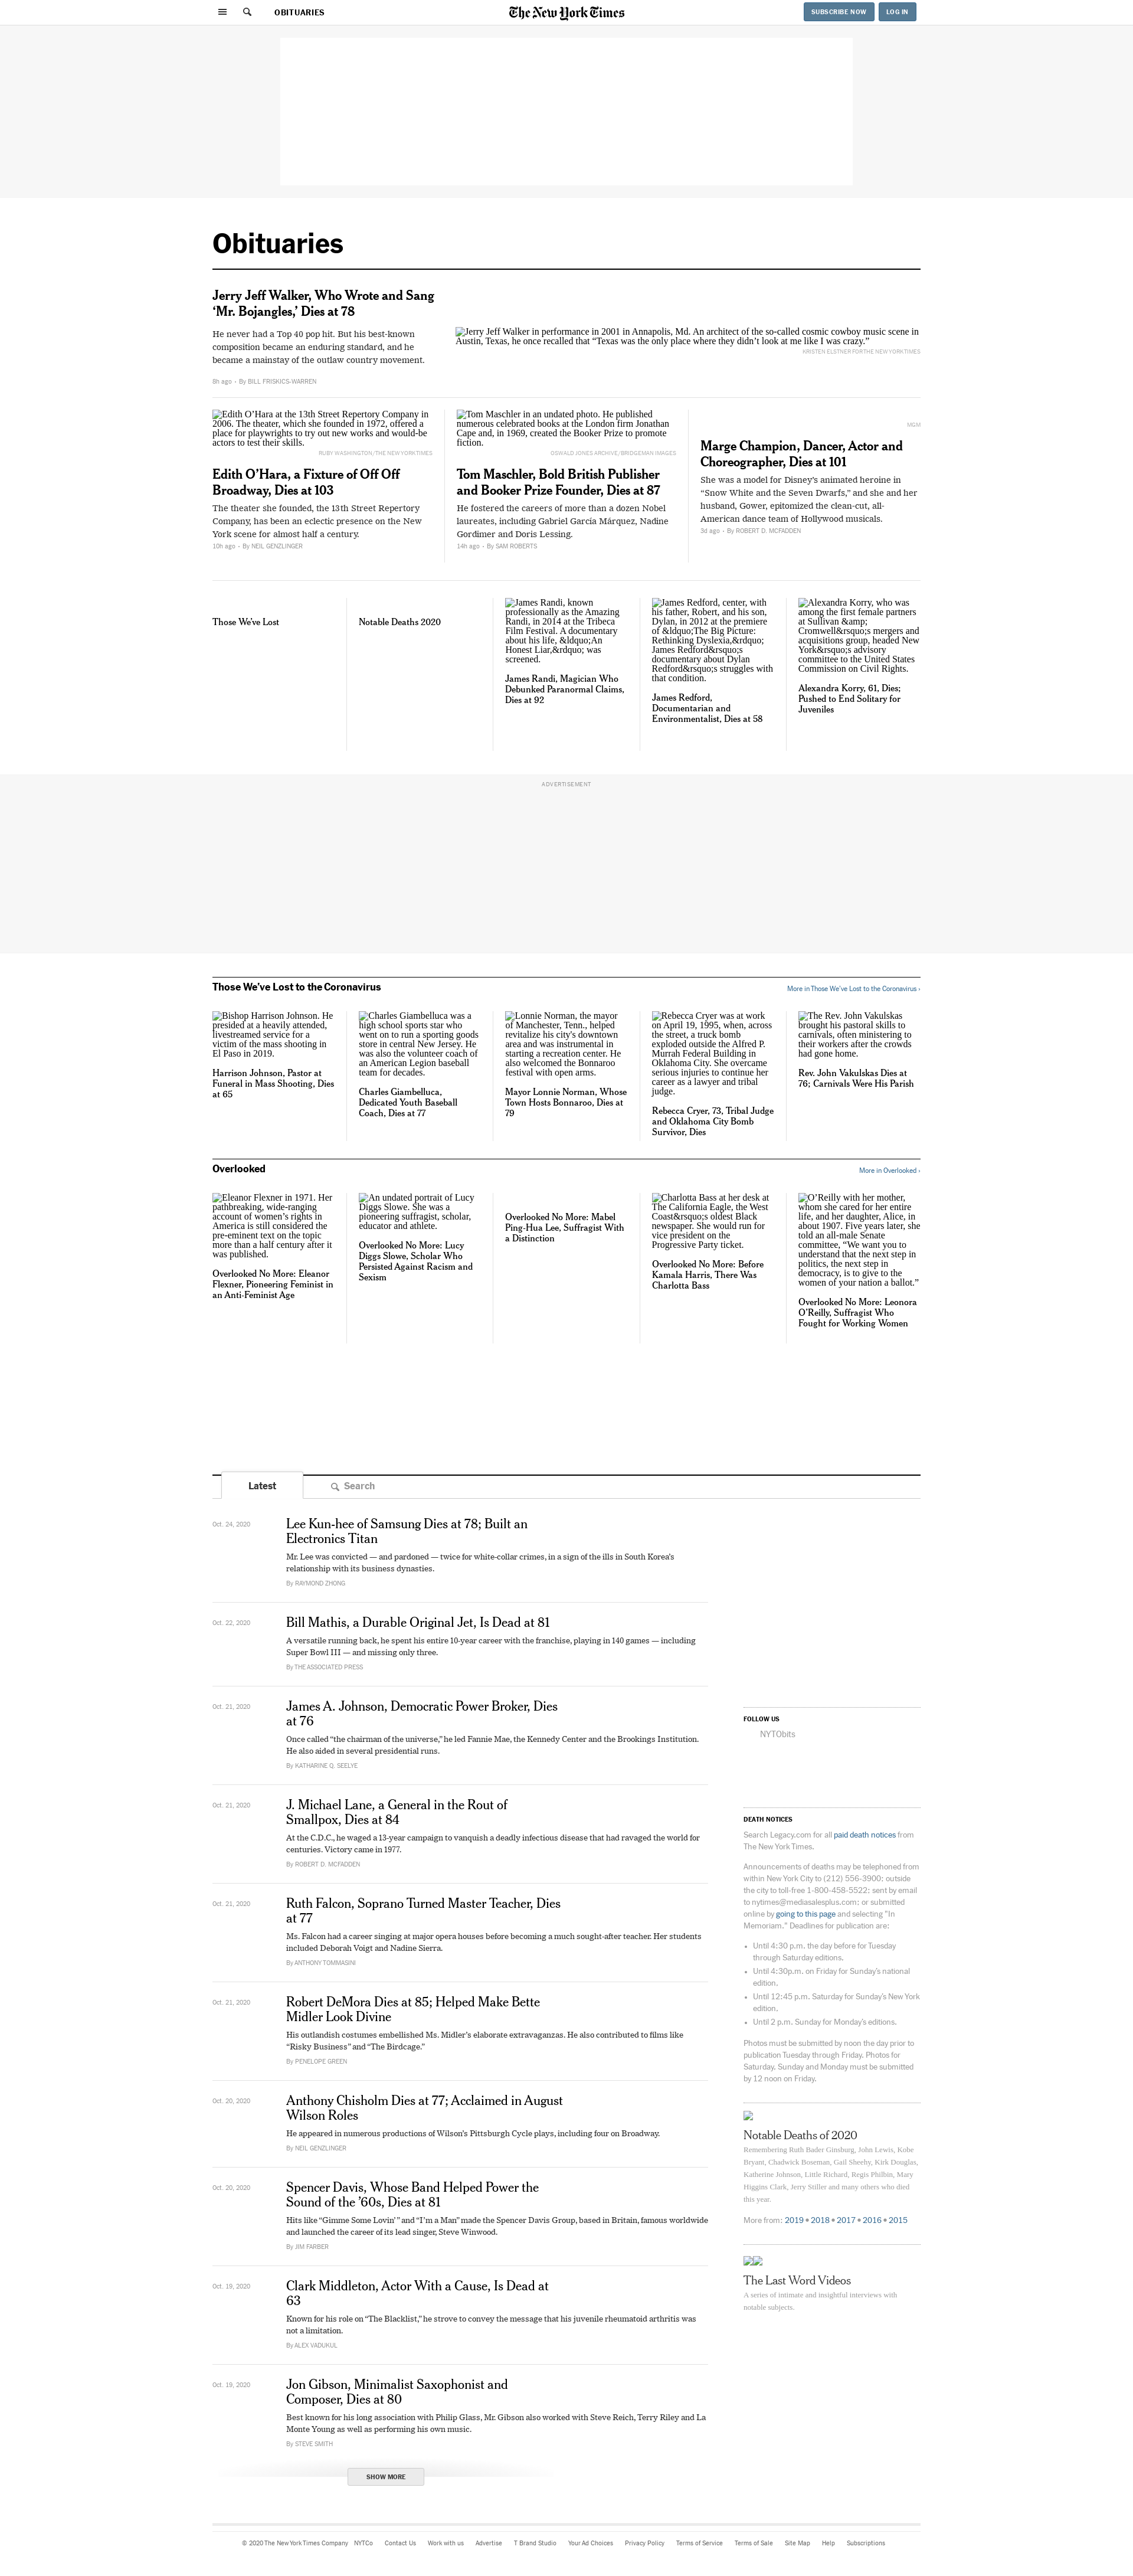 OBITUARIES
The New York Times
SUBSCRIBE NOW
LOG IN
Obituaries
Jerry Jeff Walker, Who Wrote and Sang
‘Mr. Bojangles,’ Dies at 78
He never had a Top 40 pop hit. But his best-known
composition became an enduring standard, and he
became a mainstay of the outlaw country movement.
8h ago • By BILL FRISKICS-WARREN
Jerry Jeff Walker in performance in 2001 in Annapolis, Md. An architect of the so-called cosmic cowboy music scene in
Austin, Texas, he once recalled that “Texas was the only place where they didn’t look at me like I was crazy.”
KRISTEN ELSTNER FOR THE NEW YORK TIMES
Edith O’Hara at the 13th Street Repertory Company in
2006. The theater, which she founded in 1972, offered a
place for playwrights to try out new works and would-be
actors to test their skills.
RUBY WASHINGTON/THE NEW YORK TIMES
Edith O’Hara, a Fixture of Off Off
Broadway, Dies at 103
The theater she founded, the 13th Street Repertory
Company, has been an eclectic presence on the New
York scene for almost half a century.
10h ago • By NEIL GENZLINGER
Tom Maschler in an undated photo. He published
numerous celebrated books at the London firm Jonathan
Cape and, in 1969, created the Booker Prize to promote
fiction.
OSWALD JONES ARCHIVE/BRIDGEMAN IMAGES
Tom Maschler, Bold British Publisher
and Booker Prize Founder, Dies at 87
He fostered the careers of more than a dozen Nobel
laureates, including Gabriel García Márquez, Nadine
Gordimer and Doris Lessing.
14h ago • By SAM ROBERTS
MGM
Marge Champion, Dancer, Actor and
Choreographer, Dies at 101
She was a model for Disney’s animated heroine in
“Snow White and the Seven Dwarfs,” and she and her
husband, Gower, epitomized the clean-cut, all-
American dance team of Hollywood musicals.
3d ago • By ROBERT D. MCFADDEN
Those We’ve Lost
Notable Deaths 2020
James Randi, known
professionally as the Amazing
Randi, in 2014 at the Tribeca
Film Festival. A documentary
about his life, &ldquo;An
Honest Liar,&rdquo; was
screened.
James Randi, Magician Who
Debunked Paranormal Claims,
Dies at 92
James Redford, center, with
his father, Robert, and his son,
Dylan, in 2012 at the premiere
of &ldquo;The Big Picture:
Rethinking Dyslexia,&rdquo;
James Redford&rsquo;s
documentary about Dylan
Redford&rsquo;s struggles with
that condition.
James Redford,
Documentarian and
Environmentalist, Dies at 58
Alexandra Korry, who was
among the first female partners
at Sullivan &amp;
Cromwell&rsquo;s mergers and
acquisitions group, headed New
York&rsquo;s advisory
committee to the United States
Commission on Civil Rights.
Alexandra Korry, 61, Dies;
Pushed to End Solitary for
Juveniles
ADVERTISEMENT
Those We’ve Lost to the Coronavirus
More in Those We’ve Lost to the Coronavirus ›
Bishop Harrison Johnson. He
presided at a heavily attended,
livestreamed service for a
victim of the mass shooting in
El Paso in 2019.
Harrison Johnson, Pastor at
Funeral in Mass Shooting, Dies
at 65
Charles Giambelluca was a
high school sports star who
went on to run a sporting goods
store in central New Jersey. He
was also the volunteer coach of
an American Legion baseball
team for decades.
Charles Giambelluca,
Dedicated Youth Baseball
Coach, Dies at 77
Lonnie Norman, the mayor
of Manchester, Tenn., helped
revitalize his city’s downtown
area and was instrumental in
starting a recreation center. He
also welcomed the Bonnaroo
festival with open arms.
Mayor Lonnie Norman, Whose
Town Hosts Bonnaroo, Dies at
79
Rebecca Cryer was at work
on April 19, 1995, when, across
the street, a truck bomb
exploded outside the Alfred P.
Murrah Federal Building in
Oklahoma City. She overcame
serious injuries to continue her
career as a lawyer and tribal
judge.
Rebecca Cryer, 73, Tribal Judge
and Oklahoma City Bomb
Survivor, Dies
The Rev. John Vakulskas
brought his pastoral skills to
carnivals, often ministering to
their workers after the crowds
had gone home.
Rev. John Vakulskas Dies at
76; Carnivals Were His Parish
Overlooked
More in Overlooked ›
Eleanor Flexner in 1971. Her
pathbreaking, wide-ranging
account of women’s rights in
America is still considered the
pre-eminent text on the topic
more than a half century after it
was published.
Overlooked No More: Eleanor
Flexner, Pioneering Feminist in
an Anti-Feminist Age
An undated portrait of Lucy
Diggs Slowe. She was a
pioneering suffragist, scholar,
educator and athlete.
Overlooked No More: Lucy
Diggs Slowe, Scholar Who
Persisted Against Racism and
Sexism
Overlooked No More: Mabel
Ping-Hua Lee, Suffragist With
a Distinction
Charlotta Bass at her desk at
The California Eagle, the West
Coast&rsquo;s oldest Black
newspaper. She would run for
vice president on the
Progressive Party ticket.
Overlooked No More: Before
Kamala Harris, There Was
Charlotta Bass
O’Reilly with her mother,
whom she cared for her entire
life, and her daughter, Alice, in
about 1907. Five years later, she
told an all-male Senate
committee, “We want you to
understand that the next step in
politics, the next step in
democracy, is to give to the
women of your nation a ballot.”
Overlooked No More: Leonora
O’Reilly, Suffragist Who
Fought for Working Women
Latest
Search
Oct. 24, 2020
Lee Kun-hee of Samsung Dies at 78; Built an
Electronics Titan
Mr. Lee was convicted — and pardoned — twice for white-collar crimes, in a sign of the ills in South Korea’s
relationship with its business dynasties.
By RAYMOND ZHONG
Oct. 22, 2020
Bill Mathis, a Durable Original Jet, Is Dead at 81
A versatile running back, he spent his entire 10-year career with the franchise, playing in 140 games — including
Super Bowl III — and missing only three.
By THE ASSOCIATED PRESS
Oct. 21, 2020
James A. Johnson, Democratic Power Broker, Dies
at 76
Once called “the chairman of the universe,” he led Fannie Mae, the Kennedy Center and the Brookings Institution.
He also aided in several presidential runs.
By KATHARINE Q. SEELYE
Oct. 21, 2020
J. Michael Lane, a General in the Rout of
Smallpox, Dies at 84
At the C.D.C., he waged a 13-year campaign to vanquish a deadly infectious disease that had ravaged the world for
centuries. Victory came in 1977.
By ROBERT D. MCFADDEN
Oct. 21, 2020
Ruth Falcon, Soprano Turned Master Teacher, Dies
at 77
Ms. Falcon had a career singing at major opera houses before becoming a much sought-after teacher. Her students
included Deborah Voigt and Nadine Sierra.
By ANTHONY TOMMASINI
Oct. 21, 2020
Robert DeMora Dies at 85; Helped Make Bette
Midler Look Divine
His outlandish costumes embellished Ms. Midler’s elaborate extravaganzas. He also contributed to films like
“Risky Business” and “The Birdcage.”
By PENELOPE GREEN
Oct. 20, 2020
Anthony Chisholm Dies at 77; Acclaimed in August
Wilson Roles
He appeared in numerous productions of Wilson’s Pittsburgh Cycle plays, including four on Broadway.
By NEIL GENZLINGER
Oct. 20, 2020
Spencer Davis, Whose Band Helped Power the
Sound of the ’60s, Dies at 81
Hits like “Gimme Some Lovin’ ” and “I’m a Man” made the Spencer Davis Group, based in Britain, famous worldwide
and launched the career of its lead singer, Steve Winwood.
By JIM FARBER
Oct. 19, 2020
Clark Middleton, Actor With a Cause, Is Dead at
63
Known for his role on “The Blacklist,” he strove to convey the message that his juvenile rheumatoid arthritis was
not a limitation.
By ALEX VADUKUL
Oct. 19, 2020
Jon Gibson, Minimalist Saxophonist and
Composer, Dies at 80
Best known for his long association with Philip Glass, Mr. Gibson also worked with Steve Reich, Terry Riley and La
Monte Young as well as performing his own music.
By STEVE SMITH
SHOW MORE
FOLLOW US
NYTObits
DEATH NOTICES
Search Legacy.com for all paid death notices from
The New York Times.
Announcements of deaths may be telephoned from
within New York City to (212) 556-3900; outside
the city to toll-free 1-800-458-5522; sent by email
to nytimes@mediasalesplus.com; or submitted
online by going to this page and selecting "In
Memoriam." Deadlines for publication are:
• Until 4:30 p.m. the day before for Tuesday
through Saturday editions.
• Until 4:30p.m. on Friday for Sunday’s national
edition.
• Until 12:45 p.m. Saturday for Sunday’s New York
edition.
• Until 2 p.m. Sunday for Monday’s editions.
Photos must be submitted by noon the day prior to
publication Tuesday through Friday. Photos for
Saturday, Sunday and Monday must be submitted
by 12 noon on Friday.
Notable Deaths of 2020
Remembering Ruth Bader Ginsburg, John Lewis, Kobe
Bryant, Chadwick Boseman, Gail Sheehy, Kirk Douglas,
Katherine Johnson, Little Richard, Regis Philbin, Mary
Higgins Clark, Jerry Stiller and many others who died
this year.
More from: 2019 • 2018 • 2017 • 2016 • 2015
The Last Word Videos
A series of intimate and insightful interviews with
notable subjects.
© 2020 The New York Times Company NYTCo Contact Us Work with us Advertise T Brand Studio Your Ad Choices Privacy Policy Terms of Service Terms of Sale Site Map Help Subscriptions